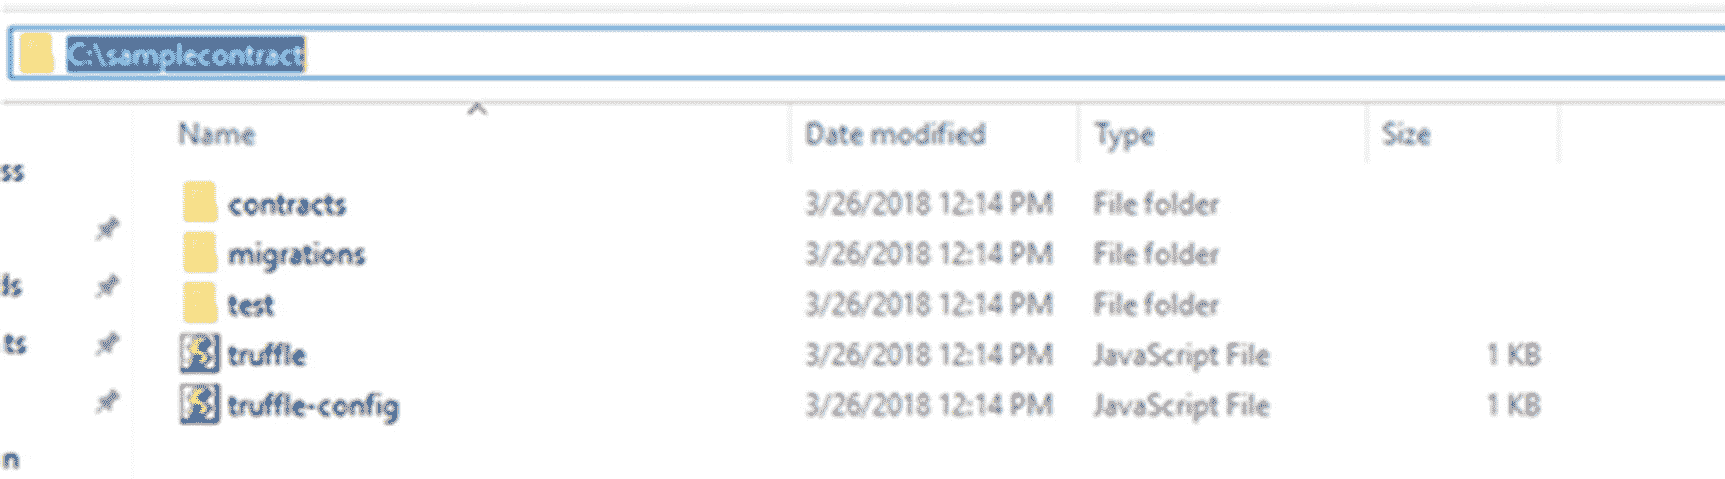 C:\samplecontract
Name Date modified Type Size
ss
contracts 3/26/2018 12:14 PM File folder
migrations 3/26/2018 12:14 PM File folder
ds
test 3/26/2018 12:14 PM File folder
ts
truffle 3/26/2018 12:14 PM JavaScript File 1 KB
truffle-config 3/26/2018 12:14 PM JavaScript File 1 KB
n